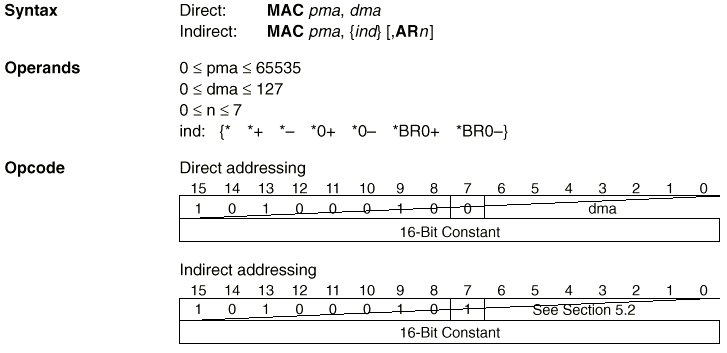 Syntax Direct: MAC pma, dma
Indirect: MAC pma, {ind} [,ARn]
Operands 0 ≤ pma ≤ 65535
0 ≤ dma ≤ 127
0 ≤ n ≤ 7
ind: {* *+ *– *0+ *0– *BR0+ *BR0–}
Opcode Direct addressing
15 14 13 12 11 10 9 8 7 6 5 4 3 2 1 0
1 0 1 0 0 0 1 0 0 dma
16-Bit Constant
Indirect addressing
15 14 13 12 11 10 9 8 7 6 5 4 3 2 1 0
1 0 1 0 0 0 1 0 1 See Section 5.2
16-Bit Constant